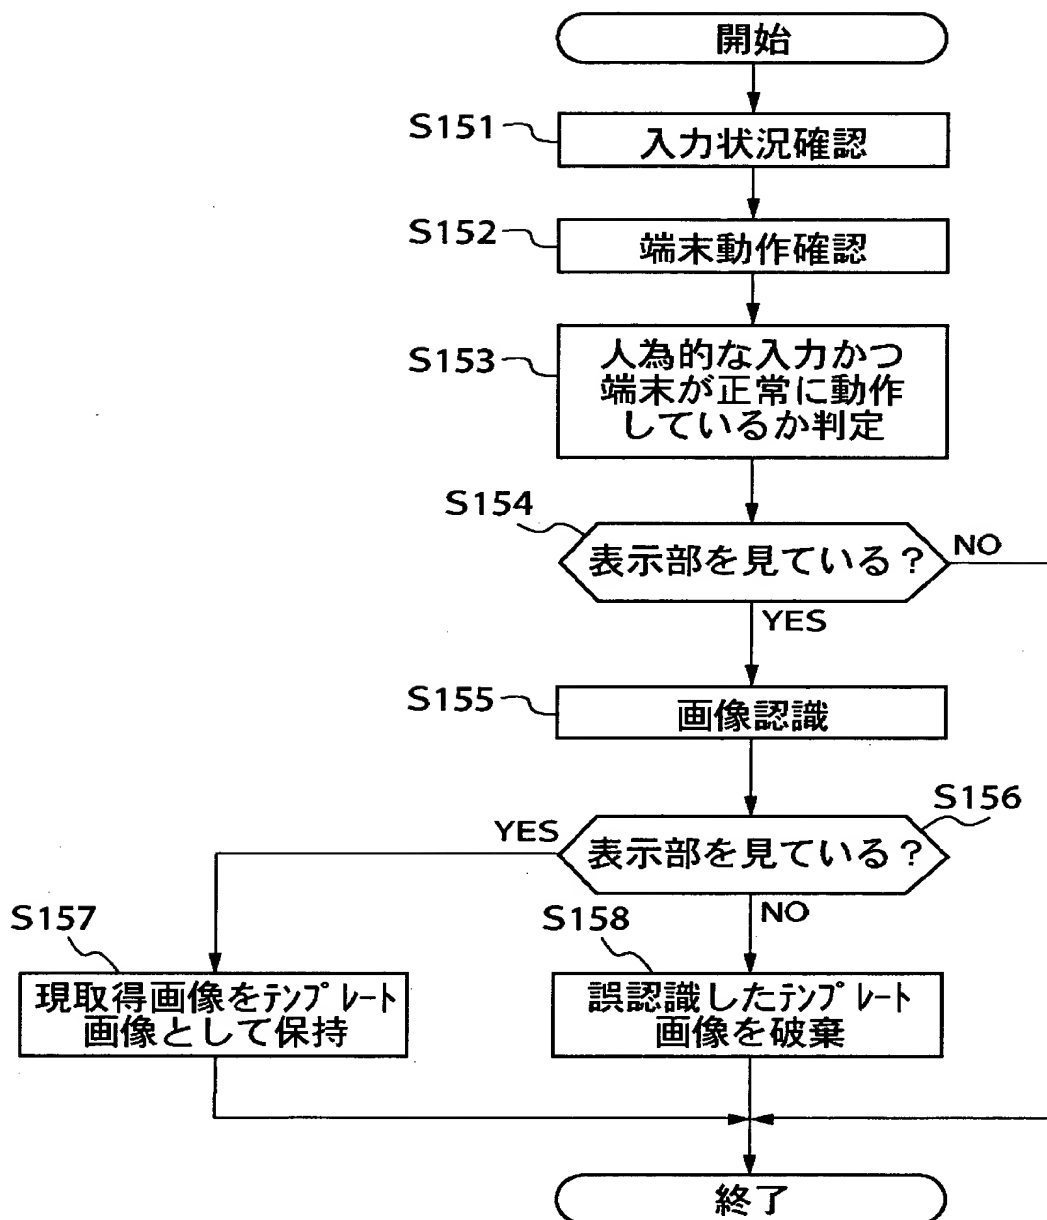 開始
S151
入力状況確認
S152
端末動作確認
S153
人為的な入力かつ
端末が正常に動作
しているか判定
S154
表示部を見ている？
NO
YES
S155
画像認識
S156
YES
表示部を見ている？
NO
S157
現取得画像をﾃﾝﾌﾟﾚｰﾄ
画像として保持
S158
誤認識したﾃﾝﾌﾟﾚｰﾄ
画像を破棄
終了